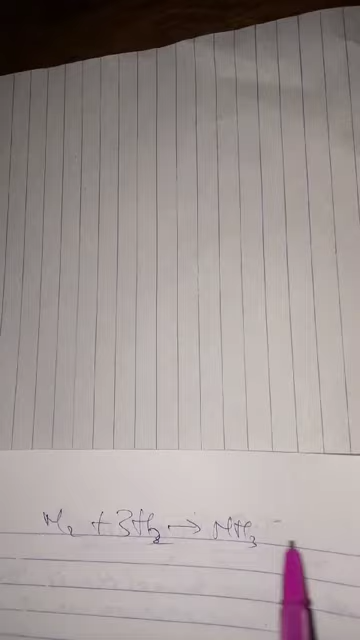 N₂ + 3H₂ → NH₃